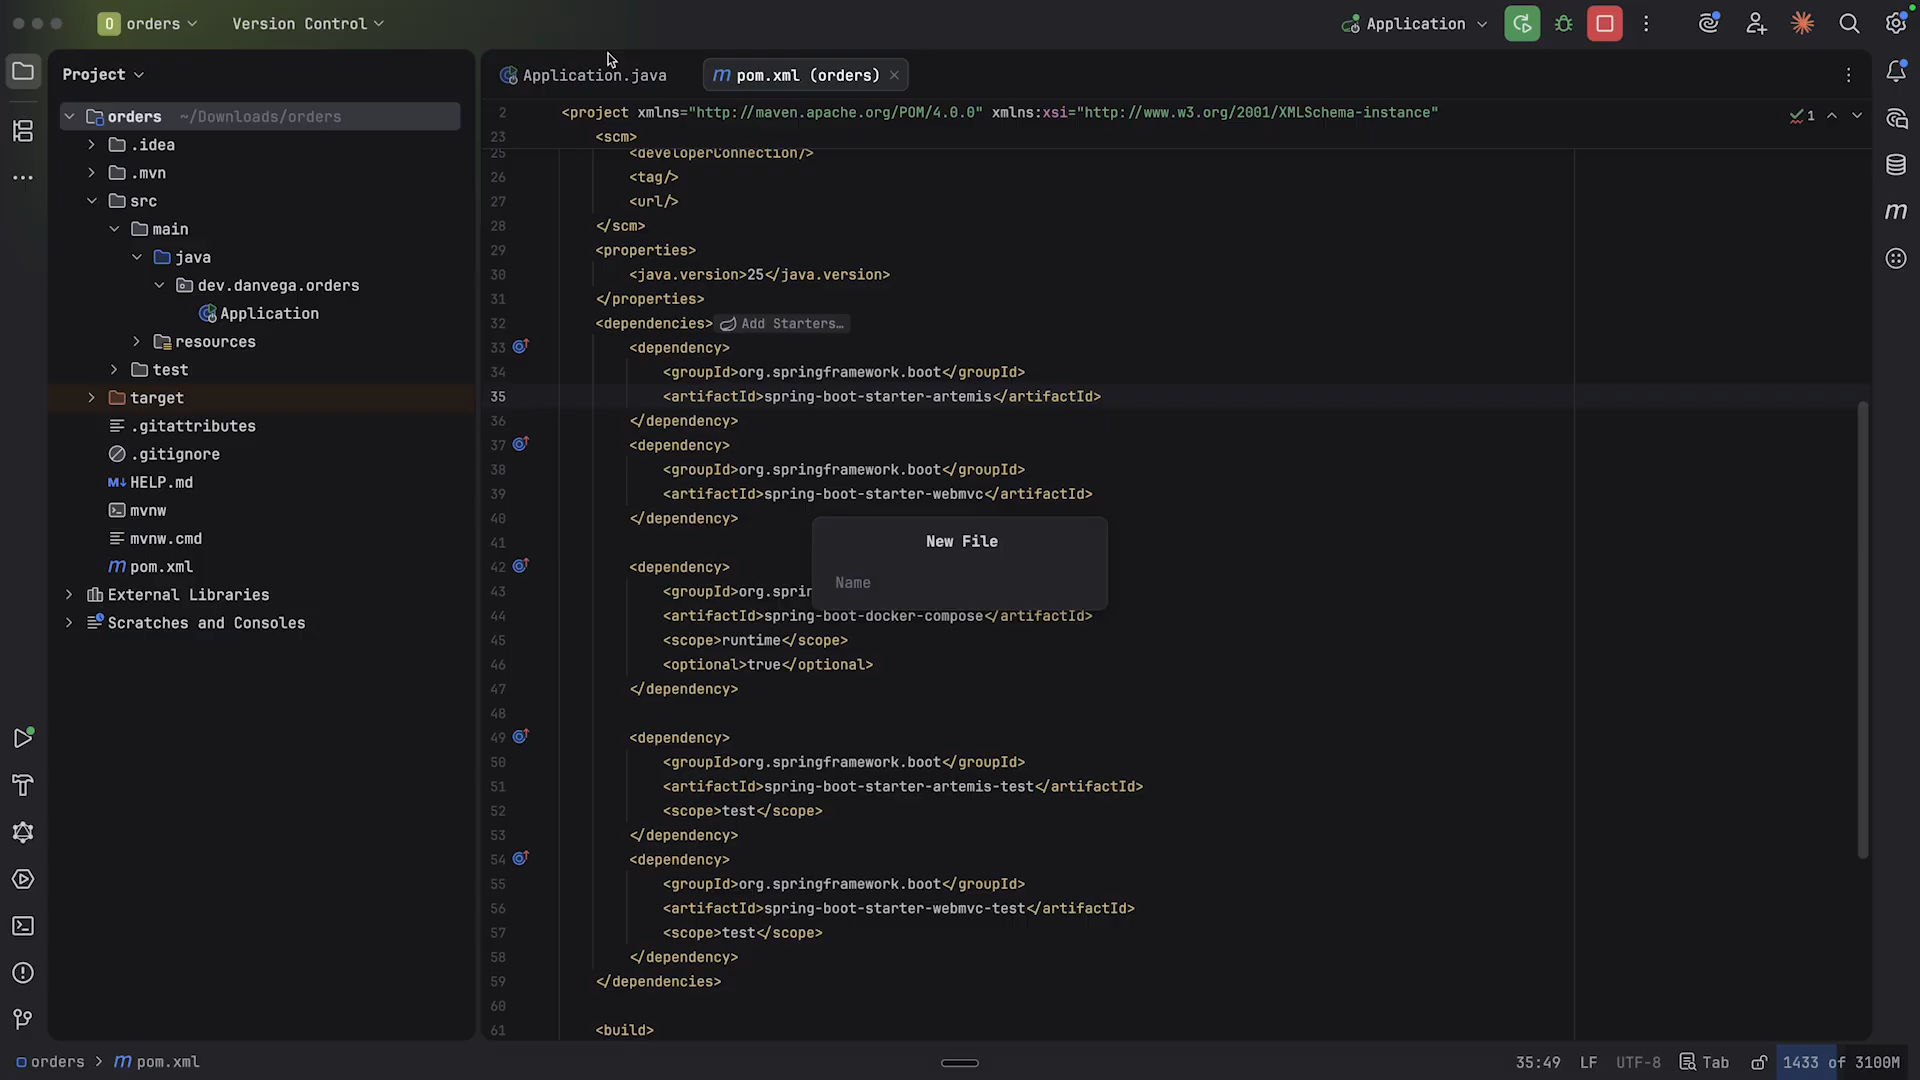 O orders Version Control Application
Project
orders ~/Downloads/orders
.idea
.mvn
src
main
java
dev.danvega.orders
Application
resources
test
target
.gitattributes
.gitignore
M↓ HELP.md
mvnw
mvnw.cmd
m pom.xml
External Libraries
Scratches and Consoles
Application.java m pom.xml (orders)
2 <project xmlns="http://maven.apache.org/POM/4.0.0" xmlns:xsi="http://www.w3.org/2001/XMLSchema-instance" 1
23 <scm>
25 <developerConnection/>
26 <tag/>
27 <url/>
28 </scm>
29 <properties>
30 <java.version>25</java.version>
31 </properties>
32 <dependencies> Add Starters…
33 <dependency>
34 <groupId>org.springframework.boot</groupId>
35 <artifactId>spring-boot-starter-artemis</artifactId>
36 </dependency>
37 <dependency>
38 <groupId>org.springframework.boot</groupId>
39 <artifactId>spring-boot-starter-webmvc</artifactId>
40 </dependency>
41
42 <dependency>
43 <groupId>org.sprin
44 <artifactId>spring-boot-docker-compose</artifactId>
45 <scope>runtime</scope>
46 <optional>true</optional>
47 </dependency>
48
49 <dependency>
50 <groupId>org.springframework.boot</groupId>
51 <artifactId>spring-boot-starter-artemis-test</artifactId>
52 <scope>test</scope>
53 </dependency>
54 <dependency>
55 <groupId>org.springframework.boot</groupId>
56 <artifactId>spring-boot-starter-webmvc-test</artifactId>
57 <scope>test</scope>
58 </dependency>
59 </dependencies>
60
61 <build>
New File
Name
m
orders > m pom.xml 35:49 LF UTF-8 Tab 1433 of 3100M